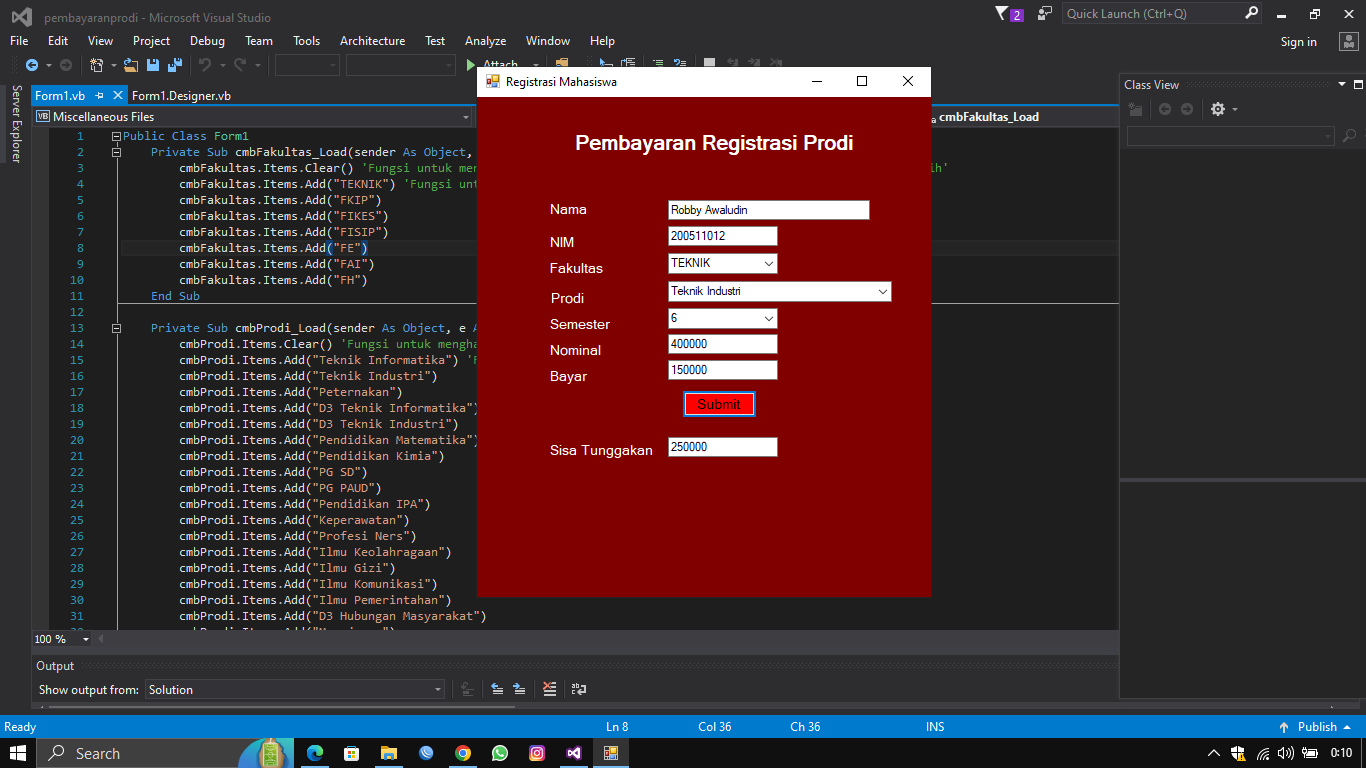 pembayaranprodi - Microsoft Visual Studio
2
Quick Launch (Ctrl+Q)
File Edit View Project Debug Team Tools Architecture Test Analyze Window Help
Sign in
Attach
Server Explorer
Form1.vb Form1.Designer.vb
VB Miscellaneous Files
cmbFakultas_Load
1 Public Class Form1
2 Private Sub cmbFakultas_Load(sender As Object,
3 cmbFakultas.Items.Clear() 'Fungsi untuk
4 cmbFakultas.Items.Add("TEKNIK") 'Fungsi
5 cmbFakultas.Items.Add("FKIP")
6 cmbFakultas.Items.Add("FIKES")
7 cmbFakultas.Items.Add("FISIP")
8 cmbFakultas.Items.Add("FE")
9 cmbFakultas.Items.Add("FAI")
10 cmbFakultas.Items.Add("FH")
11 End Sub
12
13 Private Sub cmbProdi_Load(sender As Object, e
14 cmbProdi.Items.Clear() 'Fungsi untuk
15 cmbProdi.Items.Add("Teknik Informatika")
16 cmbProdi.Items.Add("Teknik Industri")
17 cmbProdi.Items.Add("Peternakan")
18 cmbProdi.Items.Add("D3 Teknik Informatika")
19 cmbProdi.Items.Add("D3 Teknik Industri")
20 cmbProdi.Items.Add("Pendidikan Matematika")
21 cmbProdi.Items.Add("Pendidikan Kimia")
22 cmbProdi.Items.Add("PG SD")
23 cmbProdi.Items.Add("PG PAUD")
24 cmbProdi.Items.Add("Pendidikan IPA")
25 cmbProdi.Items.Add("Keperawatan")
26 cmbProdi.Items.Add("Profesi Ners")
27 cmbProdi.Items.Add("Ilmu Keolahragaan")
28 cmbProdi.Items.Add("Ilmu Gizi")
29 cmbProdi.Items.Add("Ilmu Komunikasi")
30 cmbProdi.Items.Add("Ilmu Pemerintahan")
31 cmbProdi.Items.Add("D3 Hubungan Masyarakat")
Registrasi Mahasiswa
Pembayaran Registrasi Prodi
Nama Robby Awaludin
NIM 200511012
Fakultas TEKNIK
Prodi Teknik Industri
Semester 6
Nominal 400000
Bayar 150000
Submit
Sisa Tunggakan 250000
Class View
100 %
Output
Show output from: Solution
Ready Ln 8 Col 36 Ch 36 INS Publish
Search
0:10